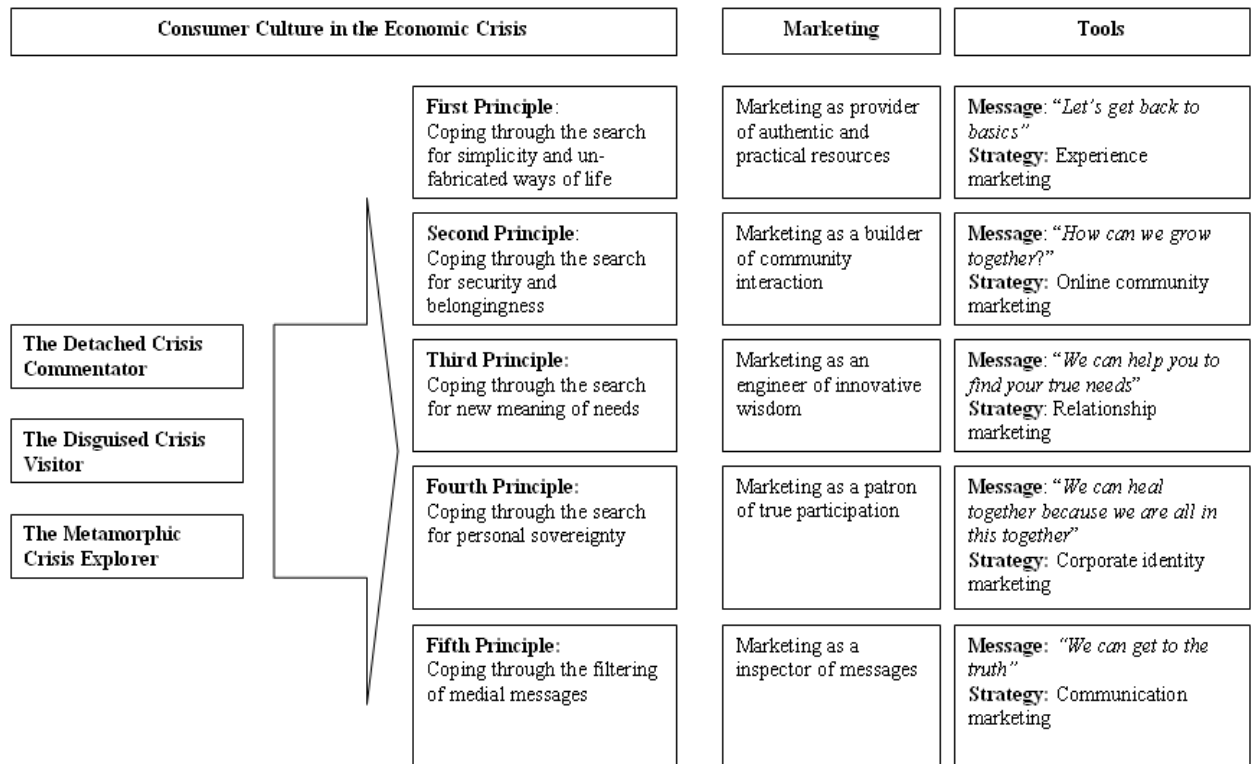 Consumer Culture in the Economic Crisis
Marketing
Tools
The Detached Crisis
Commentator
The Disguised Crisis
Visitor
The Metamorphic
Crisis Explorer
First Principle:
Coping through the search
for simplicity and un-
fabricated ways of life
Marketing as provider
of authentic and
practical resources
Message: “Let’s get back to
basics”
Strategy: Experience
marketing
Second Principle:
Coping through the search
for security and
belongingness
Marketing as a builder
of community
interaction
Message: “How can we grow
together?”
Strategy: Online community
marketing
Third Principle:
Coping through the search
for new meaning of needs
Marketing as an
engineer of innovative
wisdom
Message: “We can help you to
find your true needs”
Strategy: Relationship
marketing
Fourth Principle:
Coping through the search
for personal sovereignty
Marketing as a patron
of true participation
Message: “We can heal
together because we are all in
this together”
Strategy: Corporate identity
marketing
Fifth Principle:
Coping through the filtering
of medial messages
Marketing as a
inspector of messages
Message: “We can get to the
truth”
Strategy: Communication
marketing